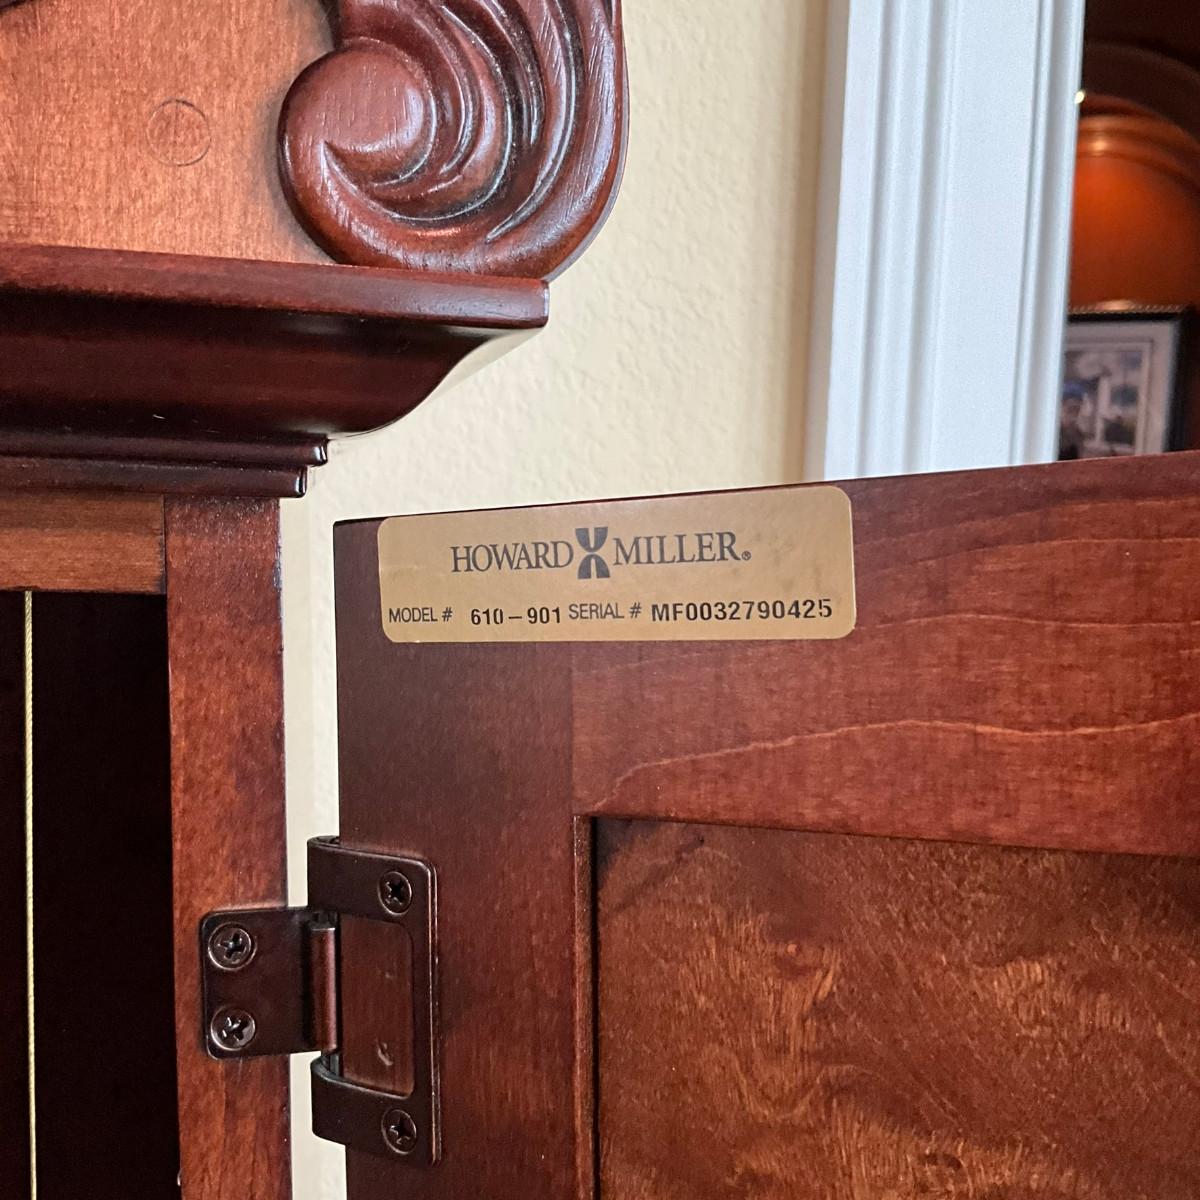 HOWARD MILLER®
MODEL # 610-901 SERIAL # MF0032790425